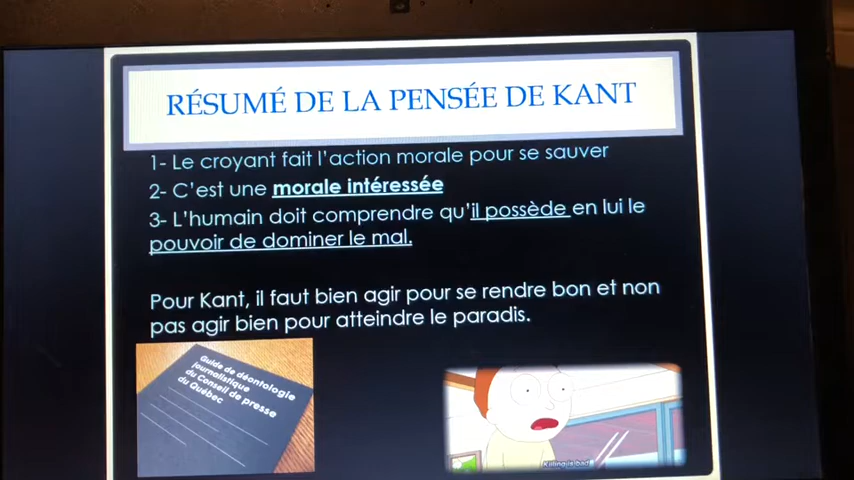 RÉSUMÉ DE LA PENSÉE DE KANT
1- Le croyant fait l'action morale pour se sauver
2- C'est une morale intéressée
3- L'humain doit comprendre qu'il possède en lui le
pouvoir de dominer le mal.
Pour Kant, il faut bien agir pour se rendre bon et non
pas agir bien pour atteindre le paradis.
Guide de déontologie
journalistique
du Conseil de presse
du Québec
Killing is bad